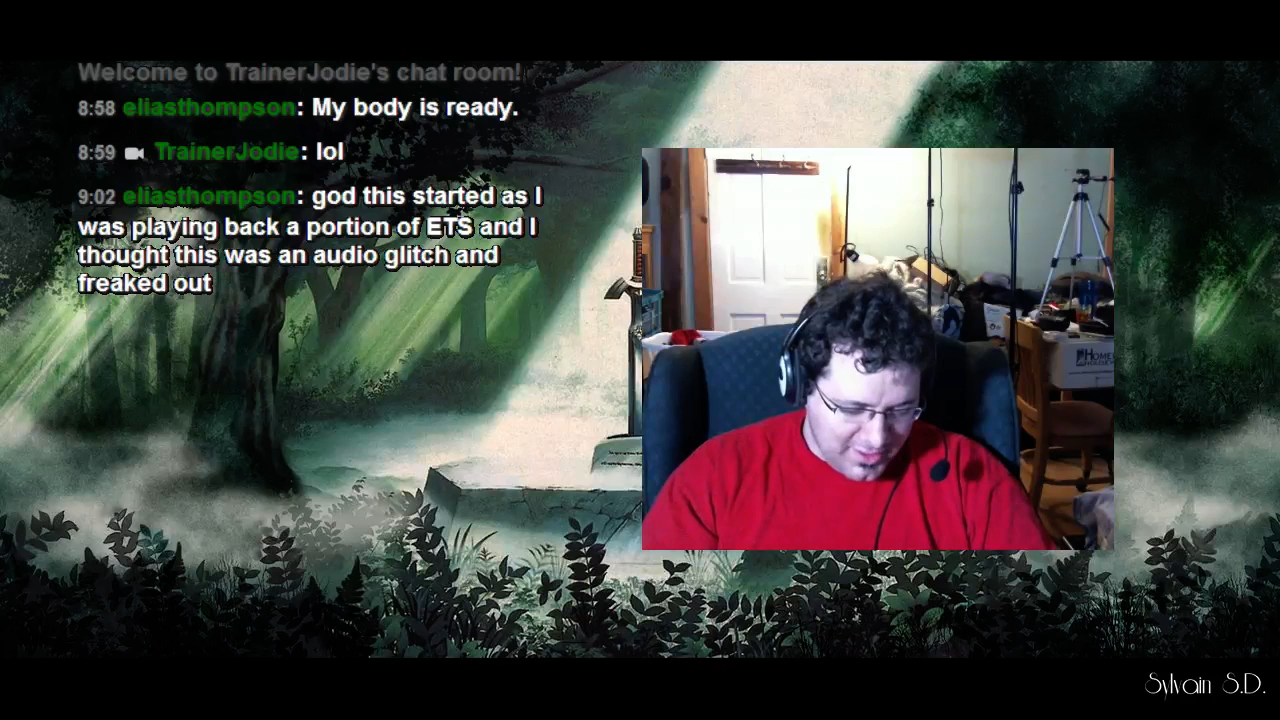 Welcome to TrainerJodie's chat room!
8:58 eliasthompson: My body is ready.
8:59 TrainerJodie: lol
9:02 eliasthompson: god this started as I
was playing back a portion of ETS and I
thought this was an audio glitch and
freaked out
HOME
Sylvain S.D.